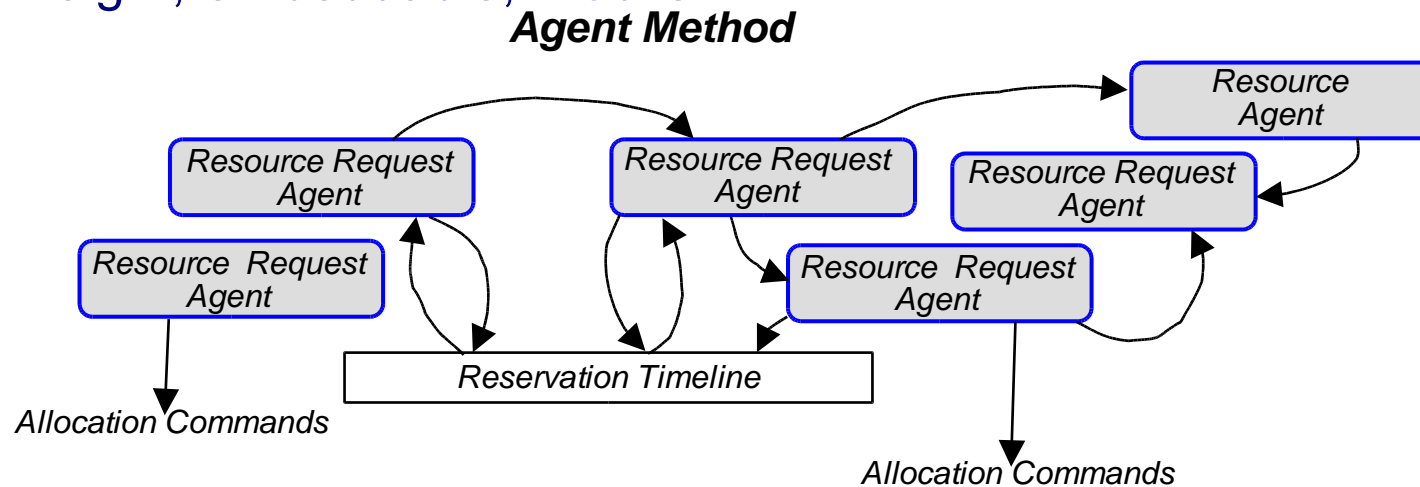 Agent Method
Resource
Agent
Resource Request
Agent
Resource Request
Agent
Resource Request
Agent
Resource Request
Agent
Resource Request
Agent
Reservation Timeline
Allocation Commands
Allocation Commands